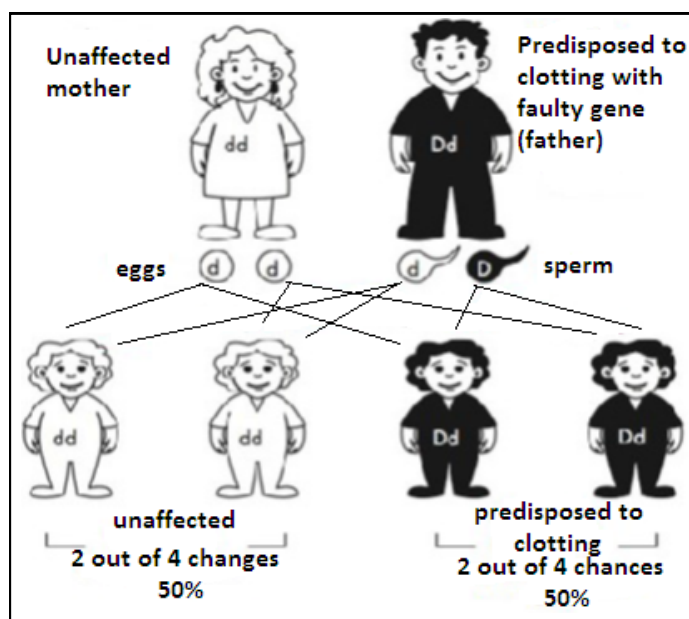 Unaffected
mother
Predisposed to
clotting with
faulty gene
(father)
dd
Dd
eggs
d
d
d
D
sperm
dd
dd
Dd
Dd
unaffected
2 out of 4 changes
50%
predisposed to
clotting
2 out of 4 chances
50%